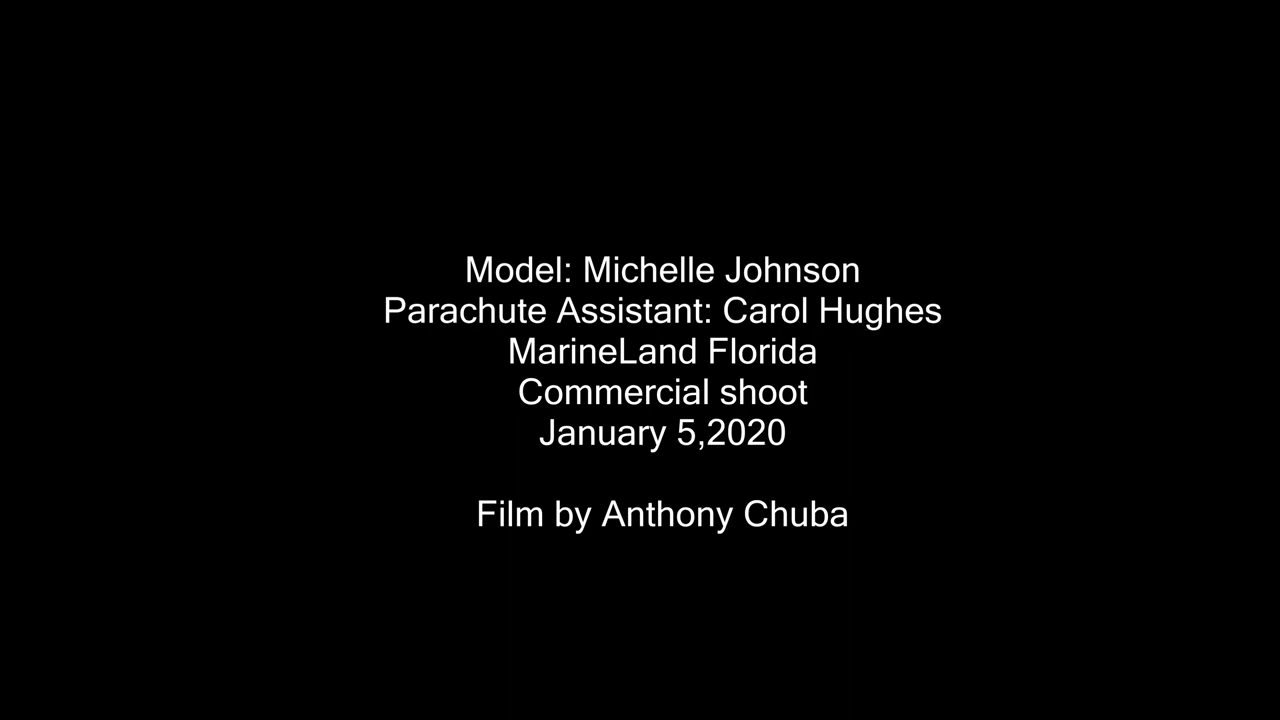 Model: Michelle Johnson
Parachute Assistant: Carol Hughes
MarineLand Florida
Commercial shoot
January 5,2020
Film by Anthony Chuba